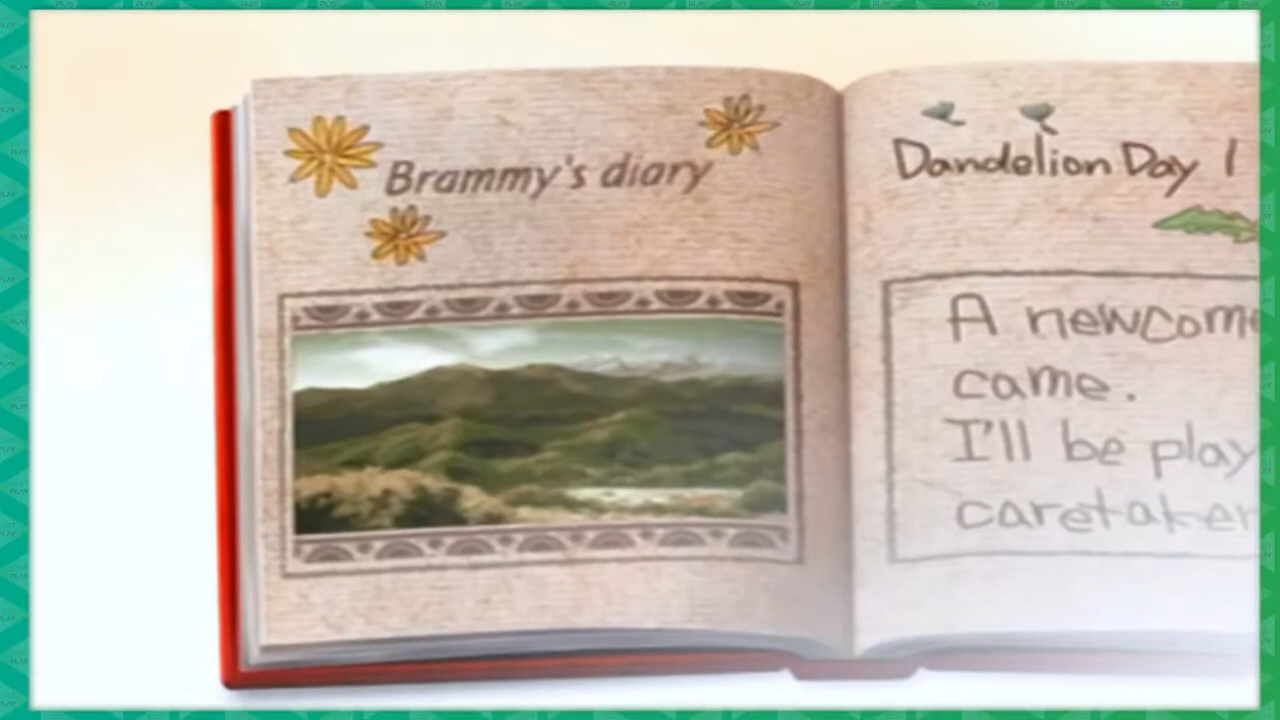 Brammy's diary
Dandelion Day 1
A newcome
came.
I'll be play
caretaker